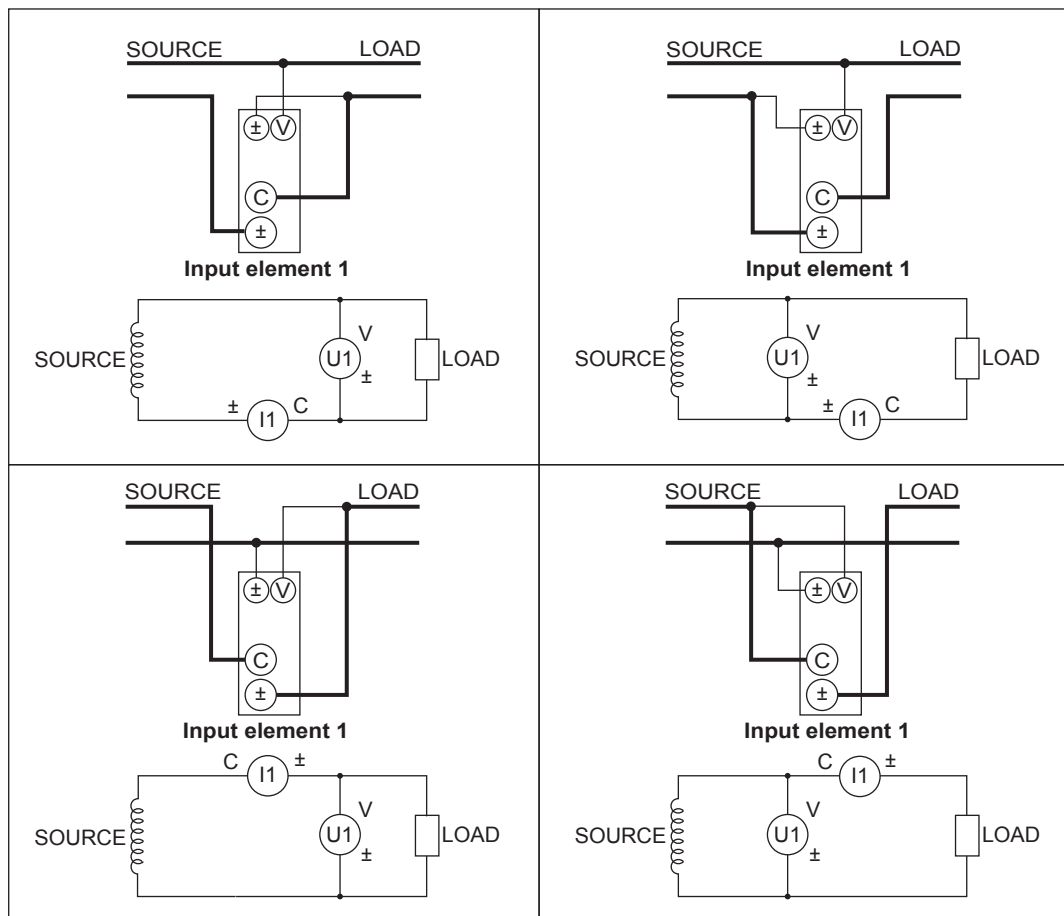 SOURCE LOAD
± V
C
±
Input element 1
V
SOURCE U1 LOAD
±
± I1 C
SOURCE LOAD
± V
C
±
Input element 1
V
SOURCE U1 LOAD
±
± I1 C
SOURCE LOAD
± V
C
±
Input element 1
C I1 ±
V
SOURCE U1 LOAD
±
SOURCE LOAD
± V
C
±
Input element 1
C I1 ±
V
SOURCE U1 LOAD
±